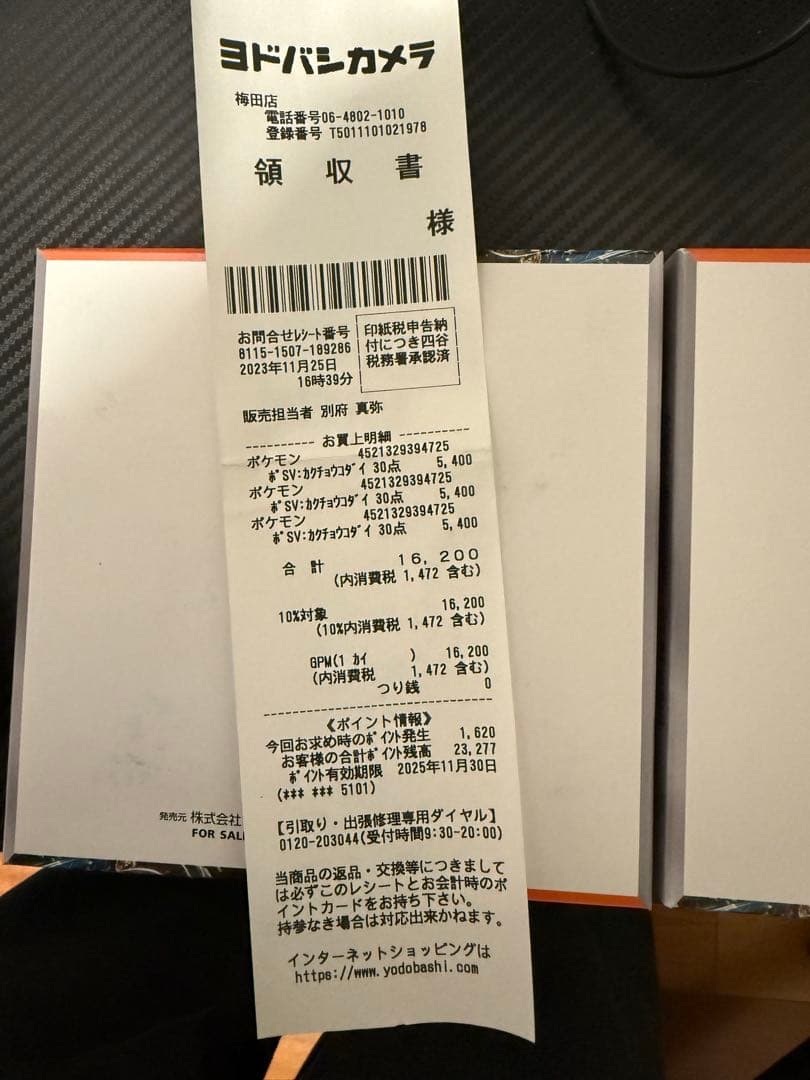 ヨドバシカメラ
梅田店
電話番号06-4802-1010
登録番号 T5011101021978
領 収 書
様
お問合せﾚｼｰﾄ番号
8115-1507-189286
2023年11月25日
16時39分
印紙税申告納
付につき四谷
税務署承認済
販売担当者 別府 真弥
---------- お買上明細 ----------
ポケモン 4521329394725
ﾎﾟSV:ｶｸﾁｮｳｺﾀﾞｲ 30点 5,400
ポケモン 4521329394725
ﾎﾟSV:ｶｸﾁｮｳｺﾀﾞｲ 30点 5,400
ポケモン 4521329394725
ﾎﾟSV:ｶｸﾁｮｳｺﾀﾞｲ 30点 5,400
合 計 16,200
(内消費税 1,472 含む)
10%対象 16,200
(10%内消費税 1,472 含む)
GPM(1 ｶｲ ) 16,200
(内消費税 1,472 含む)
つり銭 0
《ポイント情報》
今回お求め時のﾎﾟｲﾝﾄ発生 1,620
お客様の合計ﾎﾟｲﾝﾄ残高 23,277
ﾎﾟｲﾝﾄ有効期限 2025年11月30日
(*** *** 5101)
【引取り・出張修理専用ダイヤル】
0120-203044(受付時間9:30-20:00)
当商品の返品・交換等につきまして
は必ずこのレシートとお会計時のポ
イントカードをお持ち下さい。
持参なき場合は対応出来かねます。
インターネットショッピングは
https://www.yodobashi.com
発売元 株式会社
FOR SAL